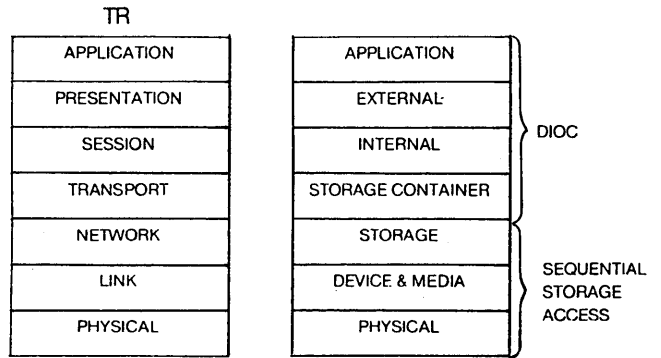 TR
APPLICATION
PRESENTATION
SESSION
TRANSPORT
NETWORK
LINK
PHYSICAL
APPLICATION
EXTERNAL
INTERNAL
STORAGE CONTAINER
STORAGE
DEVICE & MEDIA
PHYSICAL
DIOC
SEQUENTIAL
STORAGE
ACCESS